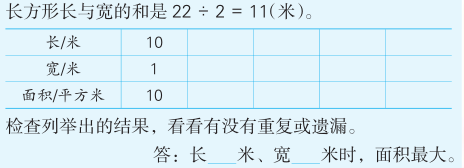 长方形长与宽的和是 22 ÷ 2 = 11(米)。
长/米 10
宽/米 1
面积/平方米 10
检查列举出的结果，看看有没有重复或遗漏。
答：长___米、宽___米时，面积最大。